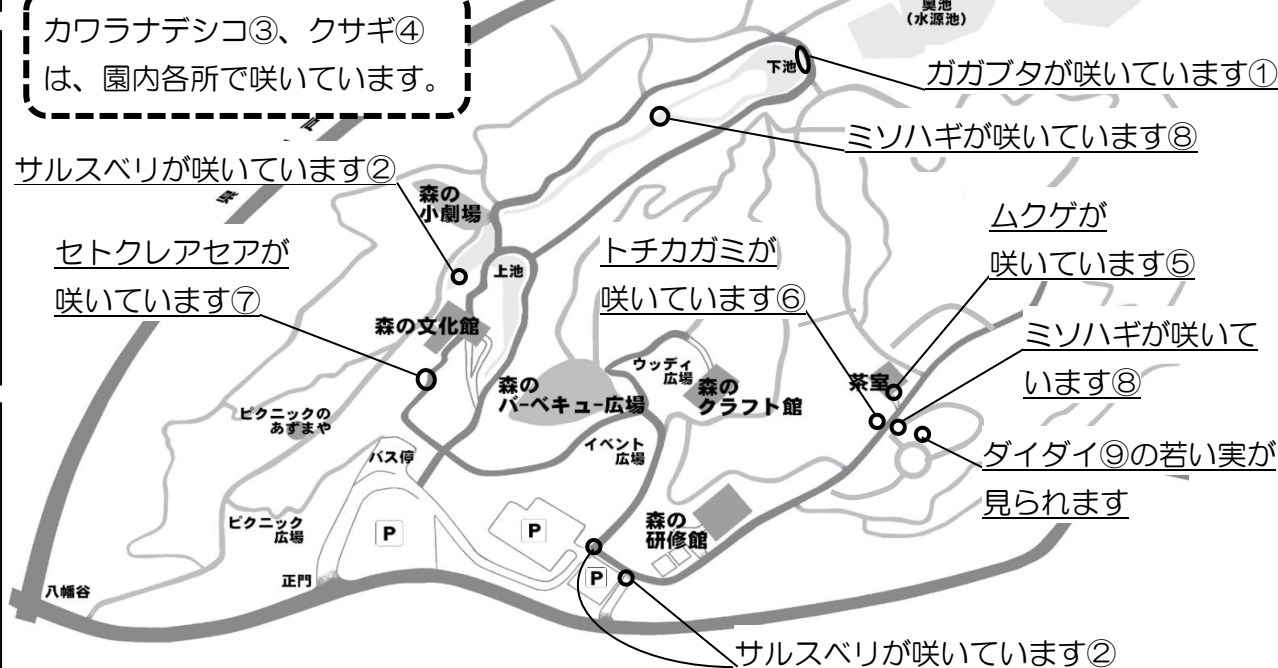 カワラナデシコ③、クサギ④
は、園内各所で咲いています。
奥池
(水源池)
下池
ガガブタが咲いています①
ミソハギが咲いています⑧
サルスベリが咲いています②
森の
小劇場
ムクゲが
咲いています⑤
セトクレアセアが
咲いています⑦
上池
トチカガミが
咲いています⑥
森の文化館
ミソハギが咲いて
います⑧
ウッディ
広場
森の
クラフト館
茶室
森の
バーベキュー広場
ピクニックの
あずまや
イベント
広場
バス停
ダイダイ⑨の若い実が
見られます
ピクニック
広場
P
P
森の
研修館
正門
P
八幡谷
サルスベリが咲いています②